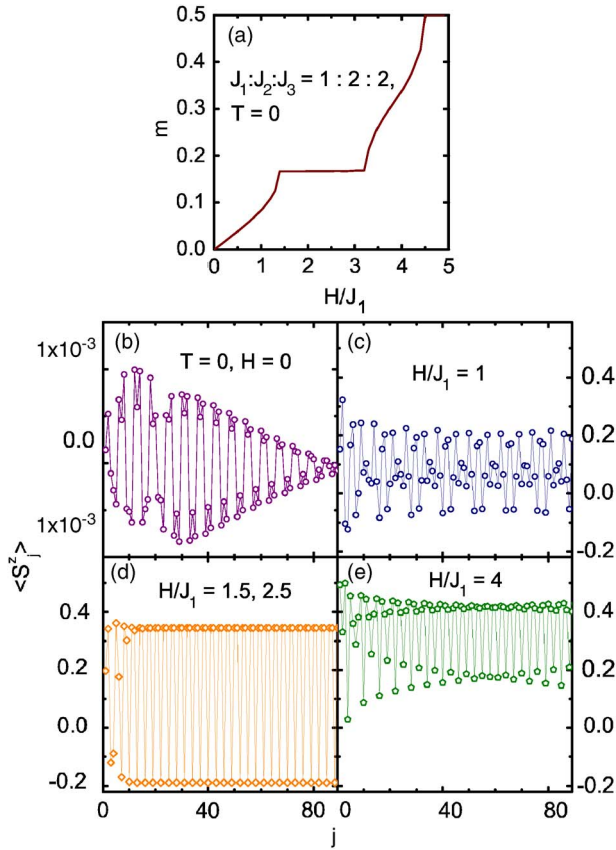 (a)
J₁:J₂:J₃ = 1 : 2 : 2,
T = 0
m
0.5
0.4
0.3
0.2
0.1
0.0
0 1 2 3 4 5
H/J₁
(b)
T = 0, H = 0
1x10⁻³
0.0
1x10⁻³
(c)
H/J₁ = 1
0.4
0.2
0.0
-0.2
<Sᶻⱼ>
(d)
H/J₁ = 1.5, 2.5
0.4
0.2
0.0
-0.2
0 40 80
(e)
H/J₁ = 4
0.4
0.2
0.0
-0.2
0 40 80
j